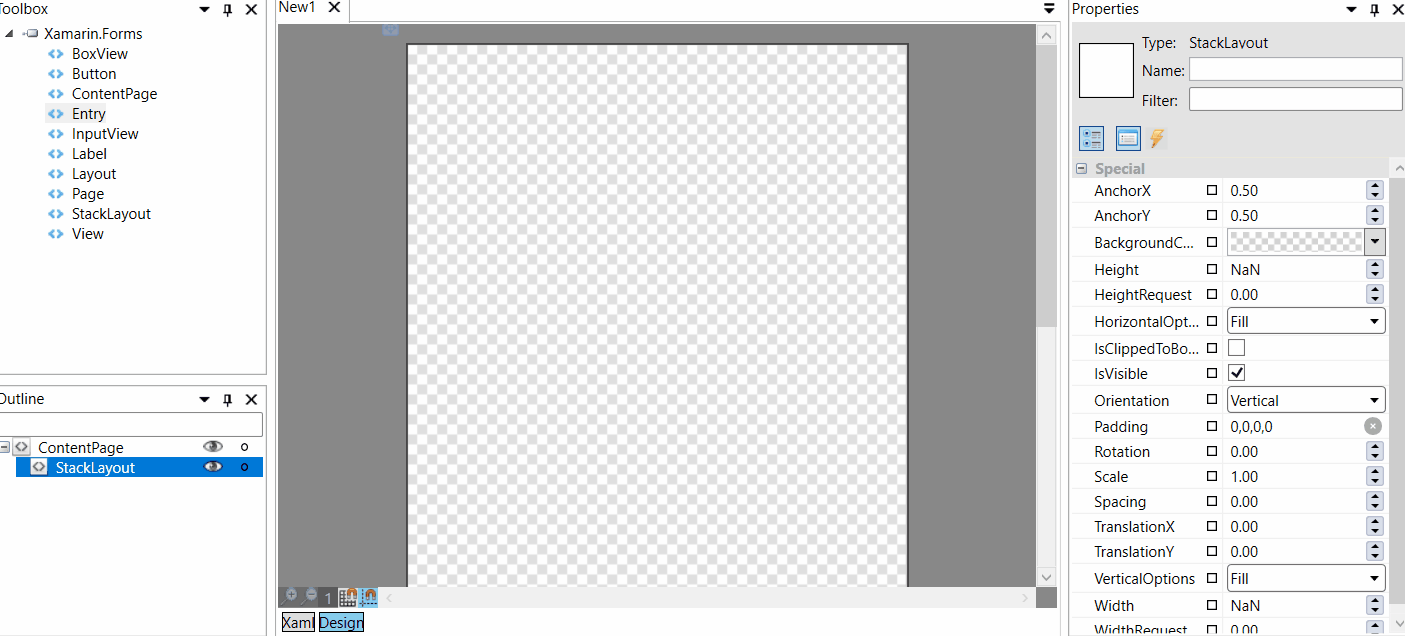 Toolbox
Xamarin.Forms
BoxView
Button
ContentPage
Entry
InputView
Label
Layout
Page
StackLayout
View
Outline
ContentPage
StackLayout
New1
1
Xaml Design
Properties
Type: StackLayout
Name:
Filter:
Special
AnchorX 0.50
AnchorY 0.50
BackgroundC...
Height NaN
HeightRequest 0.00
HorizontalOpt... Fill
IsClippedToBo...
IsVisible
Orientation Vertical
Padding 0,0,0,0
Rotation 0.00
Scale 1.00
Spacing 0.00
TranslationX 0.00
TranslationY 0.00
VerticalOptions Fill
Width NaN
WidthRequest 0.00